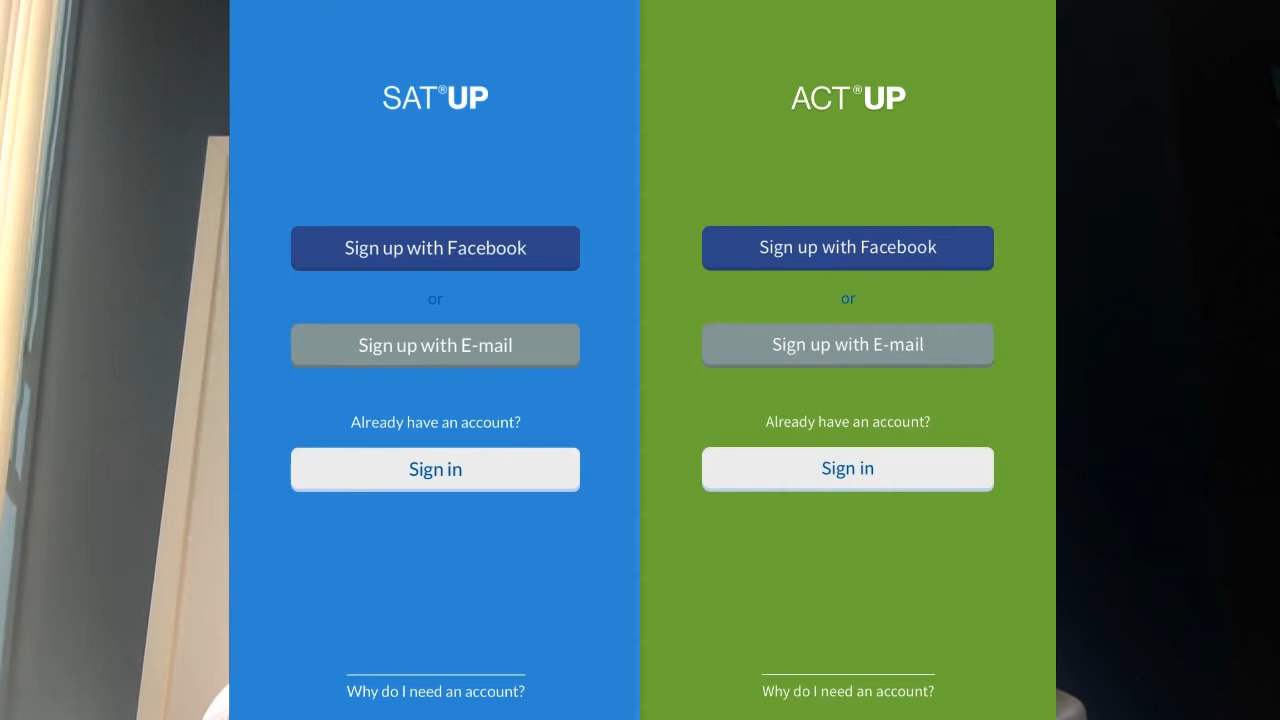 SAT®UP
Sign up with Facebook
or
Sign up with E-mail
Already have an account?
Sign in
Why do I need an account?
ACT®UP
Sign up with Facebook
or
Sign up with E-mail
Already have an account?
Sign in
Why do I need an account?